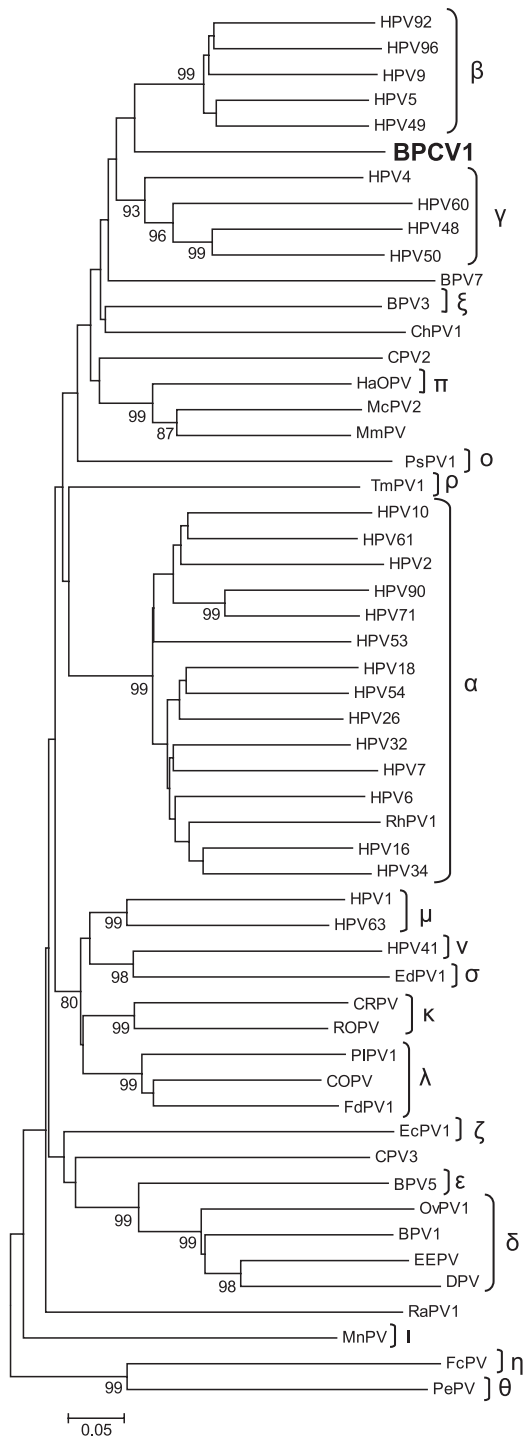 HPV92
HPV96
99
HPV9
β
HPV5
HPV49
BPCV1
HPV4
93
HPV60
γ
96
HPV48
99
HPV50
BPV7
BPV3 ξ
ChPV1
CPV2
HaOPV π
99
McPV2
87
MmPV
PsPV1 ο
TmPV1 ρ
HPV10
HPV61
HPV2
HPV90
99
HPV71
HPV53
99
HPV18
α
HPV54
HPV26
HPV32
HPV7
HPV6
RhPV1
HPV16
HPV34
HPV1
99
μ
HPV63
HPV41 ν
98
EdPV1 σ
80
CRPV
99
κ
ROPV
PlPV1
99
COPV
λ
FdPV1
EcPV1 ζ
CPV3
BPV5 ε
99
OvPV1
99
BPV1
δ
EEPV
98
DPV
RaPV1
MnPV ι
FcPV η
99
PePV θ
0.05